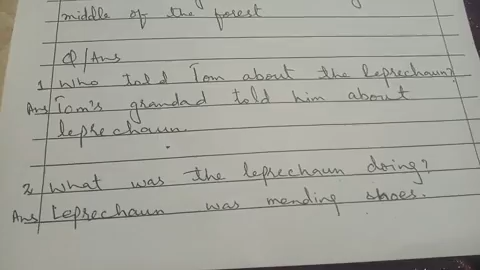 middle of the forest
Q/Ans
1 Who told Tom about the leprechaun?
Ans Tom's grandad told him about
leprechaun.
2 What was the leprechaun doing?
Ans Leprechaun was mending shoes.